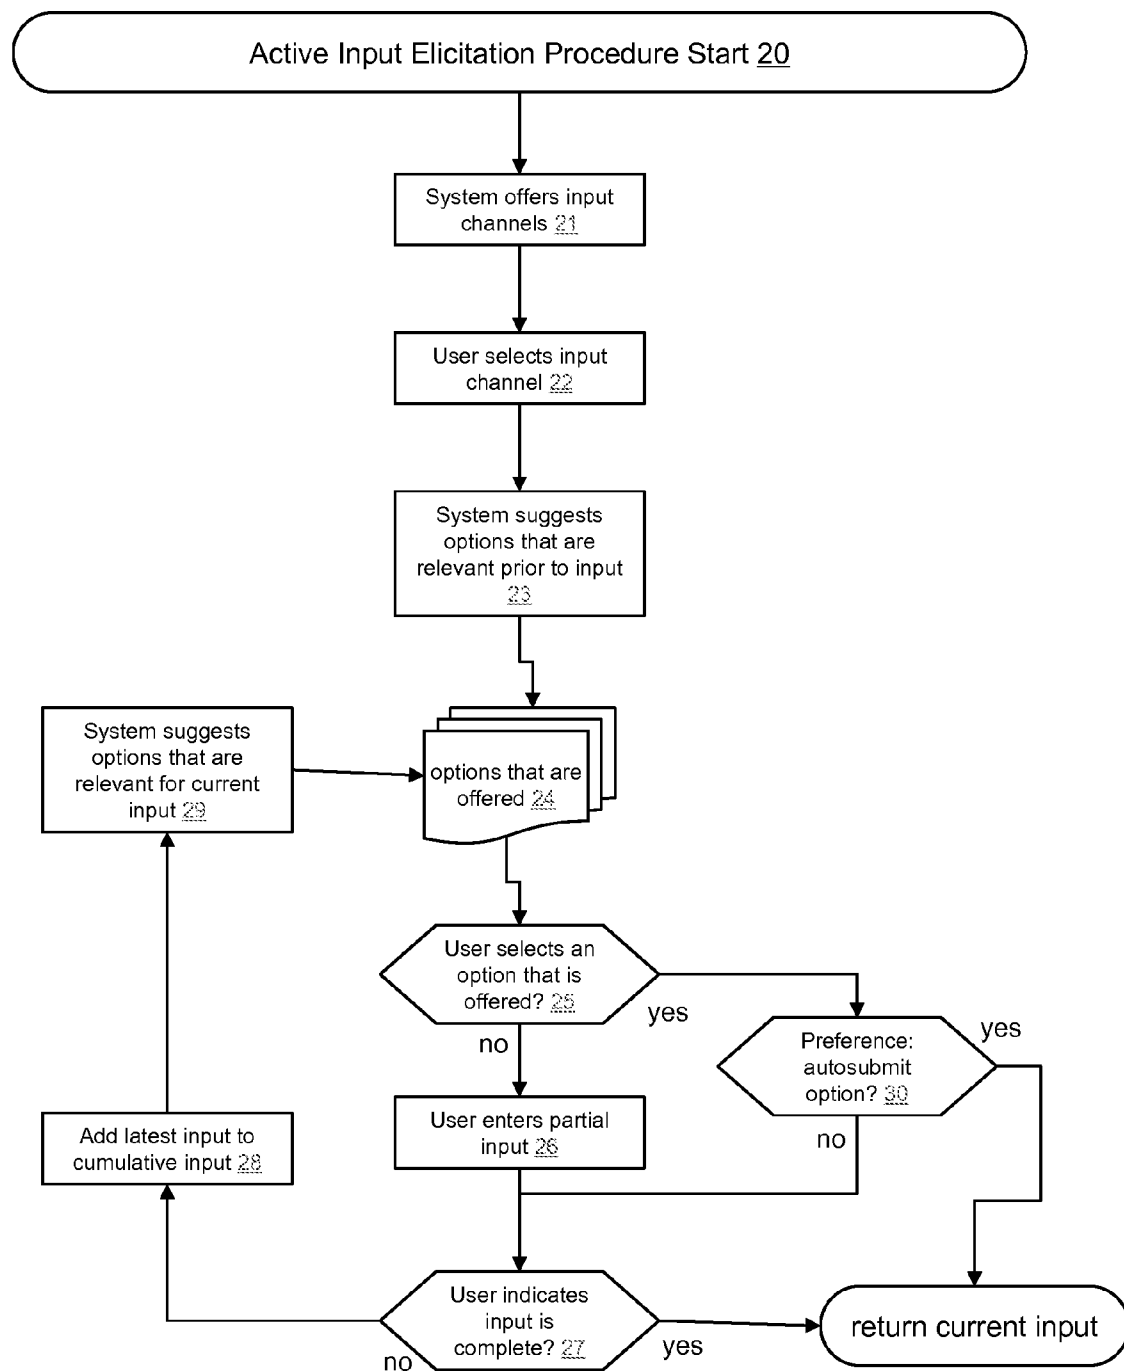 Active Input Elicitation Procedure Start 20
System offers input
channels 21
User selects input
channel 22
System suggests
options that are
relevant prior to input
23
System suggests
options that are
relevant for current
input 29
options that are
offered 24
User selects an
option that is
offered? 25
yes
no
Preference:
autosubmit
option? 30
yes
no
User enters partial
input 26
Add latest input to
cumulative input 28
User indicates
input is
complete? 27
yes
no
return current input